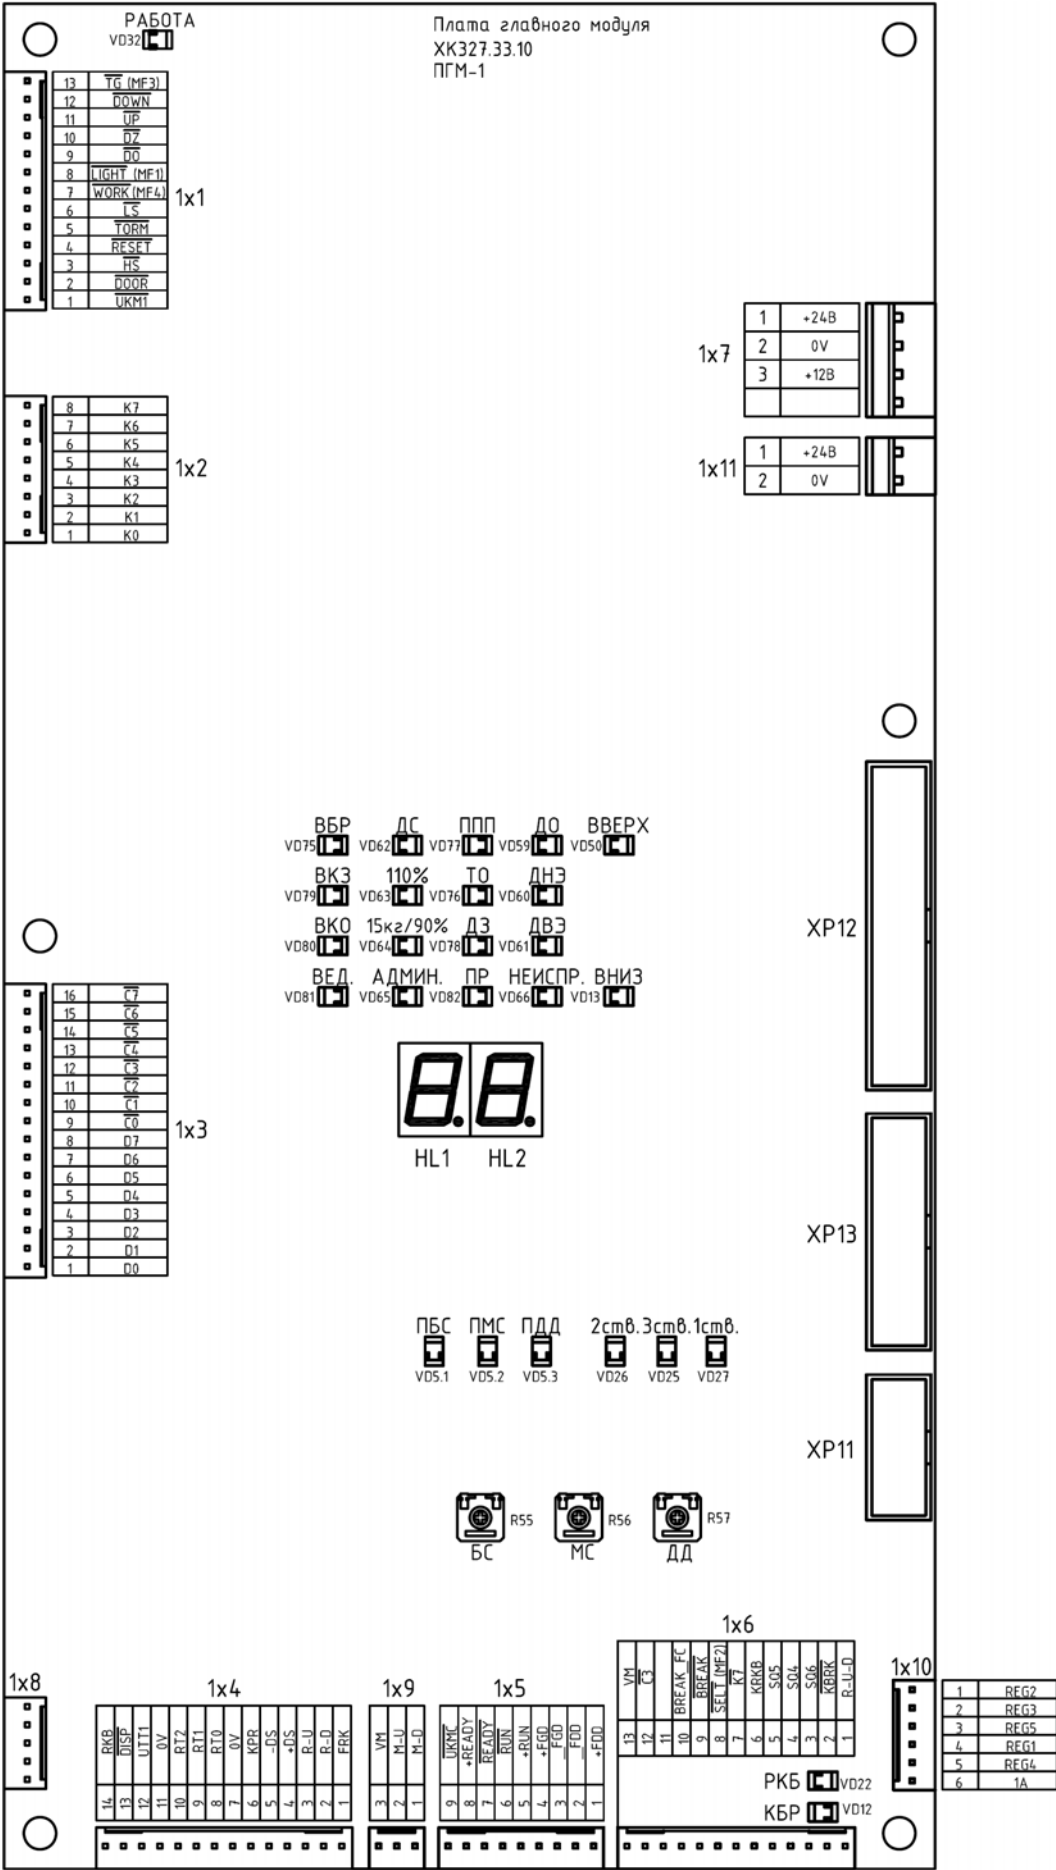 РАБОТА
VD32
Плата главного модуля
ХК327.33.10
ПГМ-1
13 TG (MF3)
12 DOWN
11 UP
10 DZ
9 DO
8 LIGHT (MF1)
7 WORK (MF4)
6 LS
5 TORM
4 RESET
3 HS
2 DOOR
1 UKM1
1x1
1 +24В
2 0V
3 +12В
1x7
8 K7
7 K6
6 K5
5 K4
4 K3
3 K2
2 K1
1 K0
1x2
1 +24В
2 0V
1x11
ВБР ДС ППП ДО ВВЕРХ
VD75 VD62 VD77 VD59 VD50
ВКЗ 110% ТО ДНЭ
VD79 VD63 VD76 VD60
ВКО 15кг/90% ДЗ ДВЭ
VD80 VD64 VD78 VD61
ВЕД. АДМИН. ПР НЕИСПР. ВНИЗ
VD81 VD65 VD82 VD66 VD13
XP12
16 C7
15 C6
14 C5
13 C4
12 C3
11 C2
10 C1
9 C0
8 D7
7 D6
6 D5
5 D4
4 D3
3 D2
2 D1
1 D0
1x3
HL1 HL2
XP13
ПБС ПМС ПДД 2ств. 3ств. 1ств.
VD5.1 VD5.2 VD5.3 VD26 VD25 VD27
XP11
R55 R56 R57
БС МС ДД
1x8
1x4
14 RKB
13 DISP
12 UTT1
11 0V
10 RT2
9 RT1
8 RT0
7 0V
6 KPR
5 -DS
4 +DS
3 R-U
2 R-D
1 FRK
1x9
3 VM
2 M-U
1 M-D
1x5
9 UKMC
8 +READY
7 READY
6 RUN
5 +RUN
4 +FGD
3 _FGD
2 _FDD
1 +FDD
1x6
13 VM
12 C3
11
10 BREAK_FC
9 BREAK
8 SELT (MF2)
7 K7
6 KRKB
5 SQ5
4 SQ4
3 SQ6
2 KBRK
1 R-U-D
РКБ VD22
КБР VD12
1x10
1 REG2
2 REG3
3 REG5
4 REG1
5 REG4
6 1A